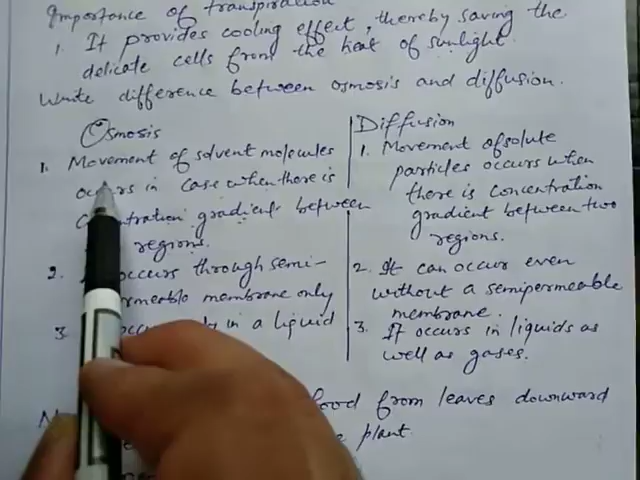 Importance of transpiration
1. It provides cooling effect, thereby saving the
delicate cells from the heat of sunlight.
Write difference between osmosis and diffusion.
Osmosis
1. Movement of solvent molecules
occurs in case when there is
gradient between
regions.
2. occurs through semi-
membrane only
3. in a liquid
Diffusion
1. Movement of solute
particles occurs when
there is concentration
gradient between two
regions.
2. It can occur even
without a semipermeable
membrane.
3. It occurs in liquids as
well as gases.
food from leaves downward
plant.